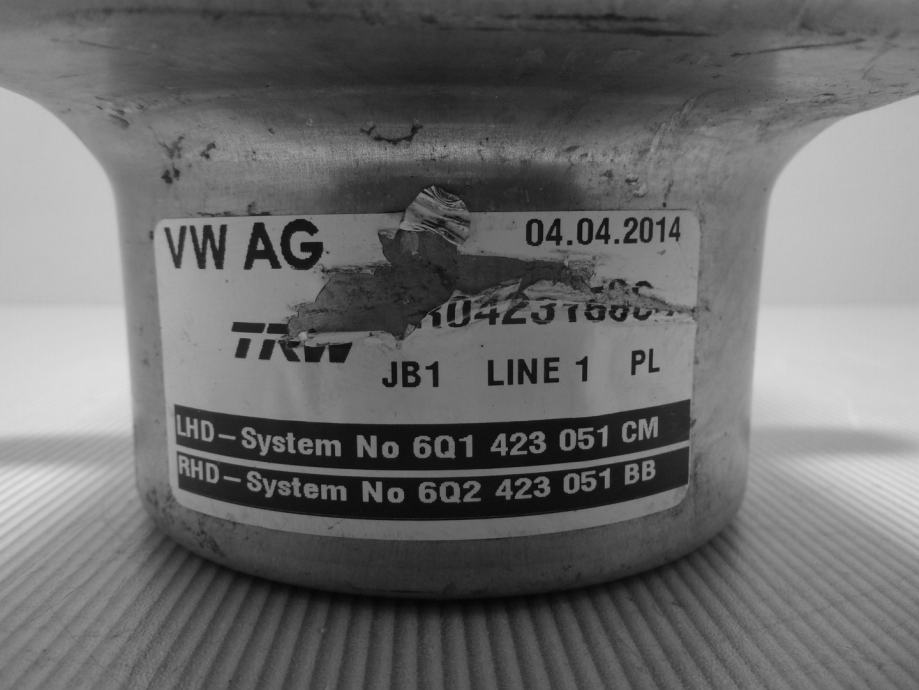 VW AG
04.04.2014
TRW
JB1 LINE 1 PL
LHD-System No 6Q1 423 051 CM
RHD-System No 6Q2 423 051 BB